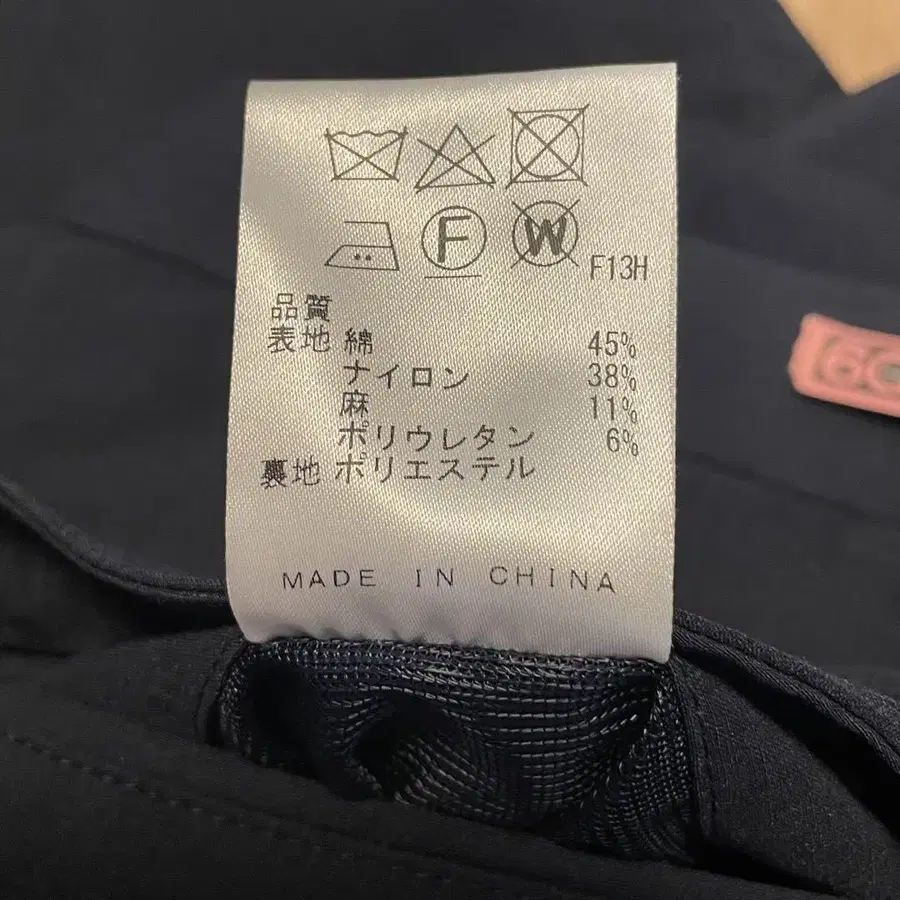 F
W
F13H
品質
表地 綿 45%
ナイロン 38%
麻 11%
ポリウレタン 6%
裏地 ポリエステル
MADE IN CHINA